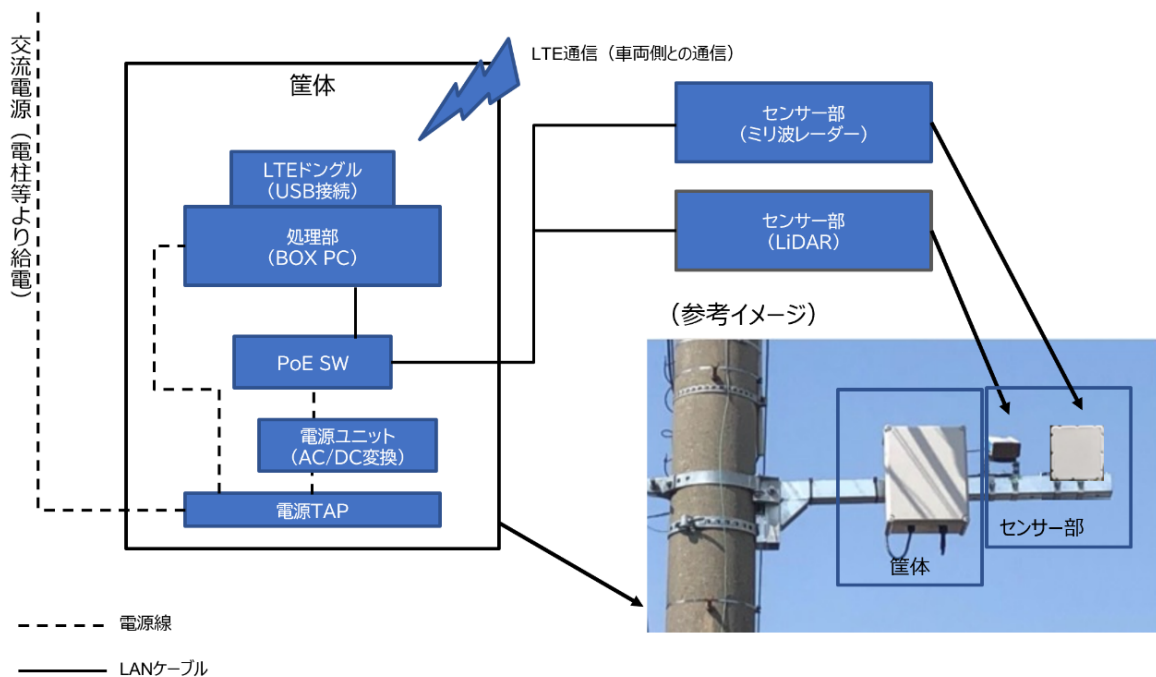 交流電源（電柱等より給電）
LTE通信（車両側との通信）
筐体
LTEドングル
（USB接続）
処理部
（BOX PC）
PoE SW
電源ユニット
（AC/DC変換）
電源TAP
センサー部
（ミリ波レーダー）
センサー部
（LiDAR）
（参考イメージ）
筐体
センサー部
電源線
LANケーブル